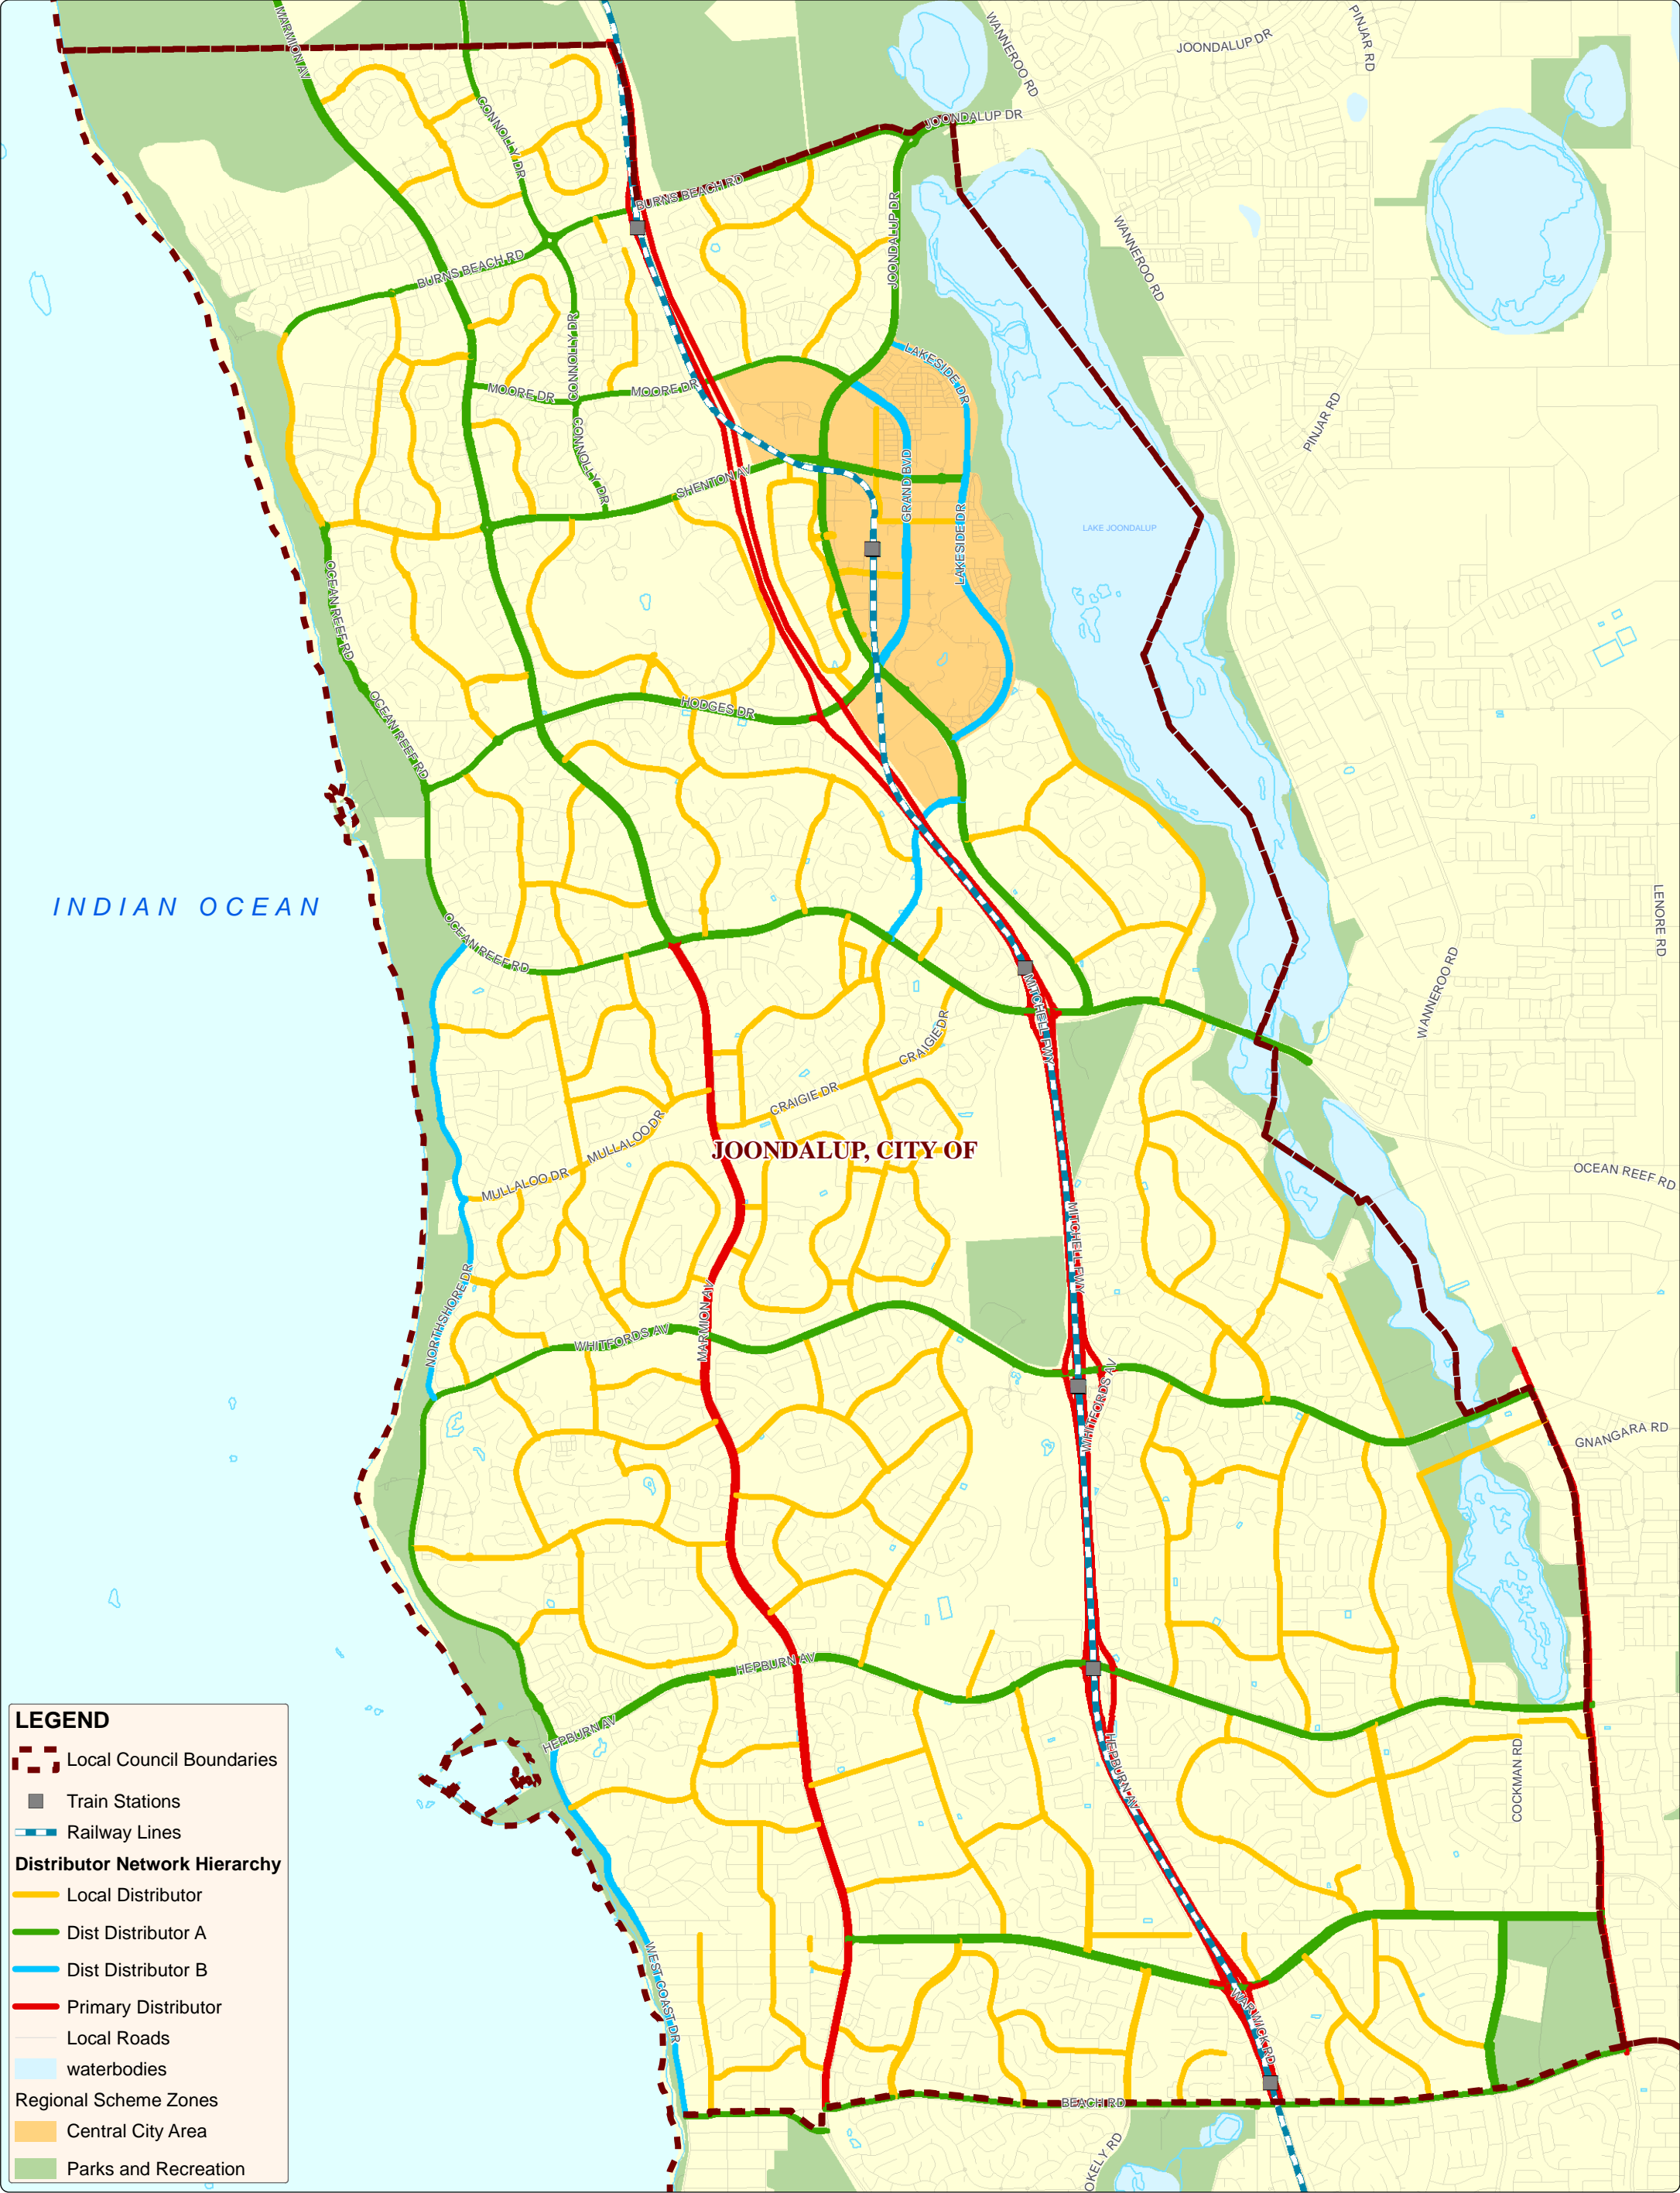 MARMION AV
WANNEROO RD
JOONDALUP DR
PINJAR RD
CONNOLLY DR
JOONDALUP DR
BURNS BEACH RD
JOONDALUP DR
WANNEROO RD
BURNS BEACH RD
CONNOLLY DR
LAKESIDE DR
MOORE DR
MOORE DR
PINJAR RD
CONNOLLY DR
SHENTON AV
GRAND BVD
LAKESIDE DR
LAKE JOONDALUP
OCEAN REEF RD
OCEAN REEF RD
HODGES DR
INDIAN OCEAN
OCEAN REEF RD
LENORE RD
WANNEROO RD
MITCHELL FWY
CRAIGIE DR
CRAIGIE DR
MULLALOO DR
JOONDALUP, CITY OF
MULLALOO DR
OCEAN REEF RD
MITCHELL FWY
NORTHSHORE DR
MARMION AV
WHITFORDS AV
WHITFORDS AV
GNANGARA RD
HEPBURN AV
HEPBURN AV
HEPBURN AV
COCKMAN RD
WEST COAST DR
WARWICK RD
BEACH RD
OKELY RD
LEGEND
Local Council Boundaries
Train Stations
Railway Lines
Distributor Network Hierarchy
Local Distributor
Dist Distributor A
Dist Distributor B
Primary Distributor
Local Roads
waterbodies
Regional Scheme Zones
Central City Area
Parks and Recreation